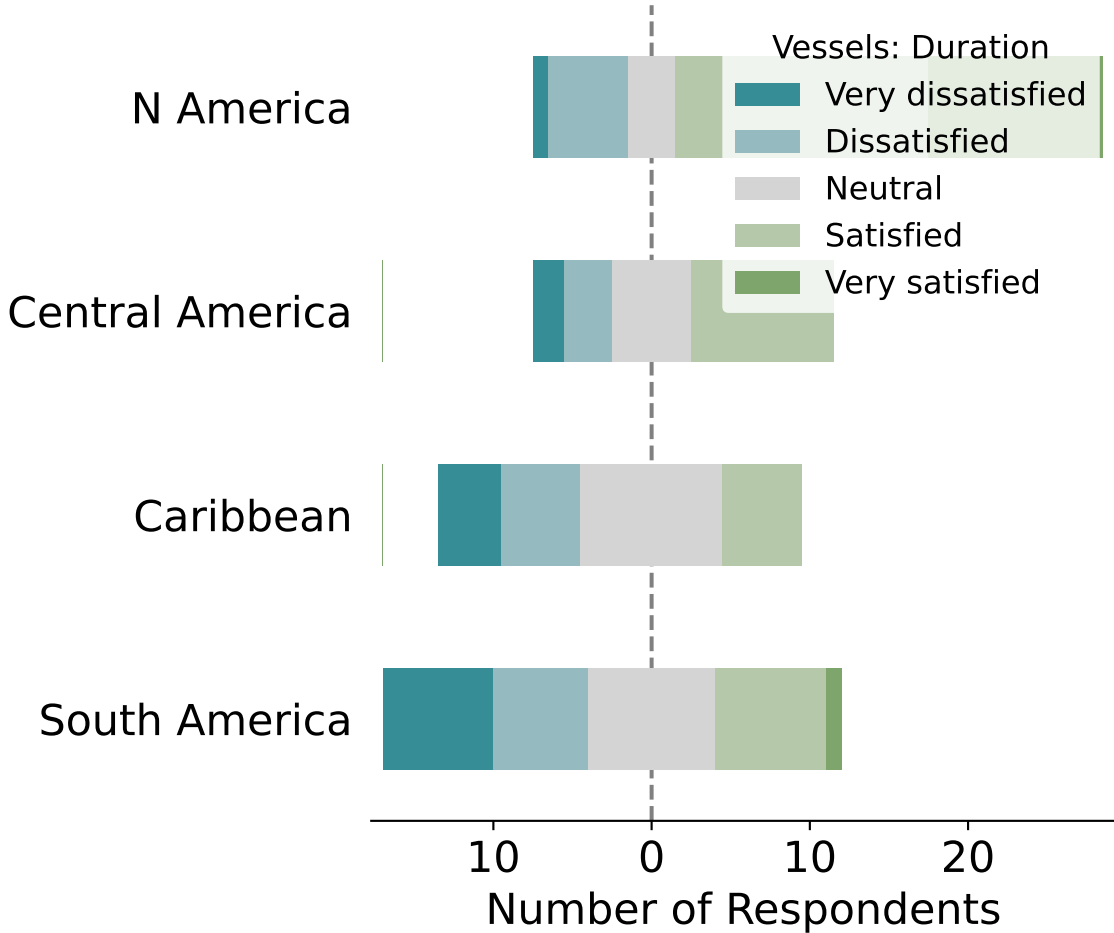 Vessels: Duration
Very dissatisfied
Dissatisfied
Neutral
Satisfied
Very satisfied
N America
Central America
Caribbean
South America
10 0 10 20
Number of Respondents